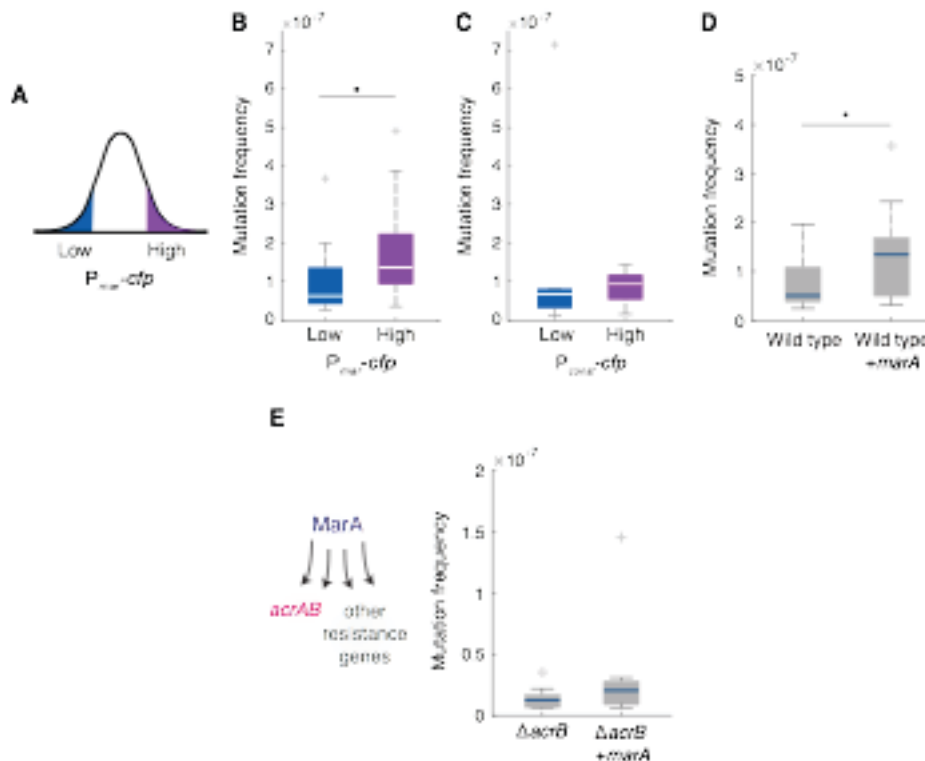 A
Low High
Pmar-cfp
B
×10⁻⁷
Mutation frequency
7
6
5
4
3
2
1
0
*
Low High
Pmar-cfp
C
×10⁻⁷
Mutation frequency
7
6
5
4
3
2
1
0
Low High
-cfp
D
×10⁻⁷
Mutation frequency
5
4
3
2
1
0
*
Wild type Wild type
+marA
E
MarA
acrAB other
resistance
genes
×10⁻⁷
Mutation frequency
2
1.5
1
0.5
0
ΔacrB ΔacrB
+marA